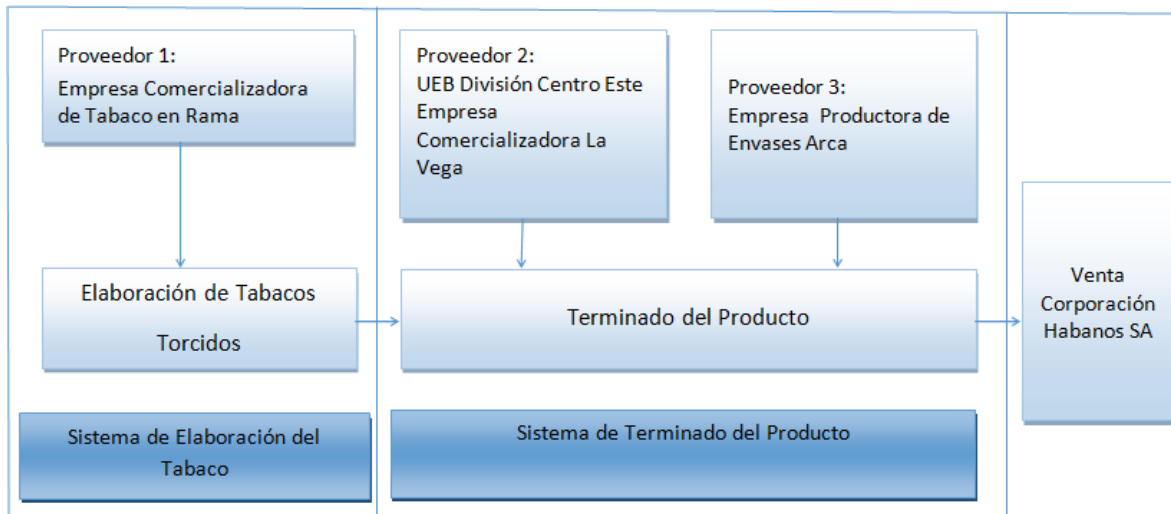 Proveedor 1:
Empresa Comercializadora
de Tabaco en Rama
Proveedor 2:
UEB División Centro Este
Empresa
Comercializadora La
Vega
Proveedor 3:
Empresa Productora de
Envases Arca
Elaboración de Tabacos
Torcidos
Terminado del Producto
Venta
Corporación
Habanos SA
Sistema de Elaboración del
Tabaco
Sistema de Terminado del Producto